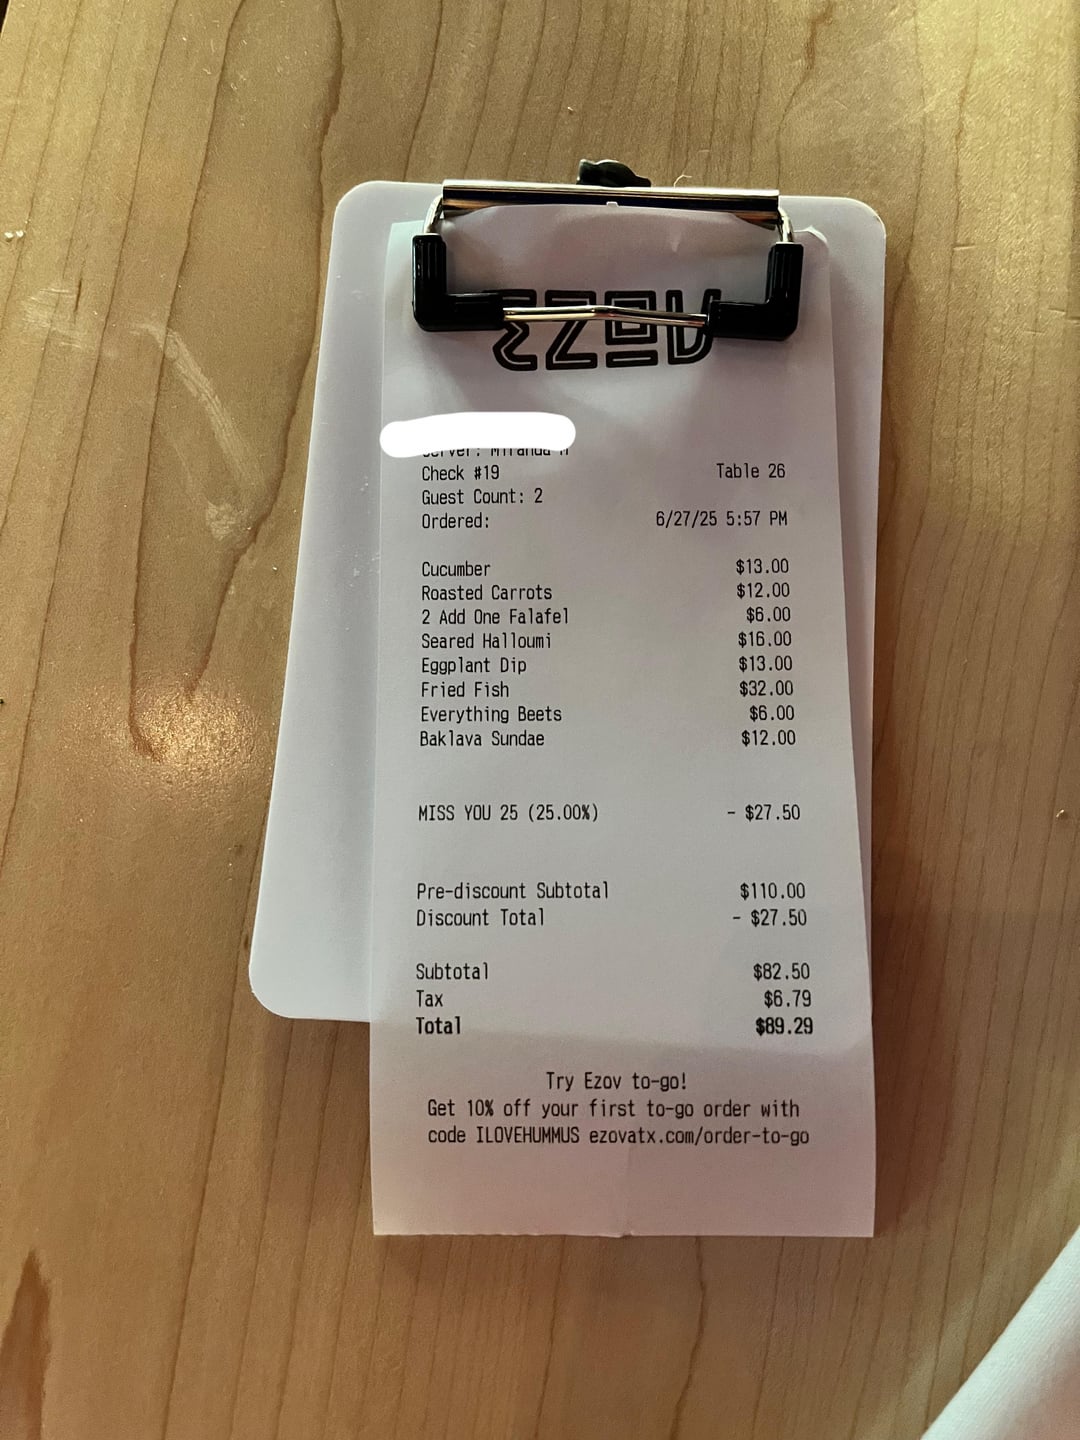 EZOV
Server: Miranda
Check #19 Table 26
Guest Count: 2
Ordered: 6/27/25 5:57 PM
Cucumber $13.00
Roasted Carrots $12.00
2 Add One Falafel $6.00
Seared Halloumi $16.00
Eggplant Dip $13.00
Fried Fish $32.00
Everything Beets $6.00
Baklava Sundae $12.00
MISS YOU 25 (25.00%) - $27.50
Pre-discount Subtotal $110.00
Discount Total - $27.50
Subtotal $82.50
Tax $6.79
Total $89.29
Try Ezov to-go!
Get 10% off your first to-go order with
code ILOVEHUMMUS ezovatx.com/order-to-go